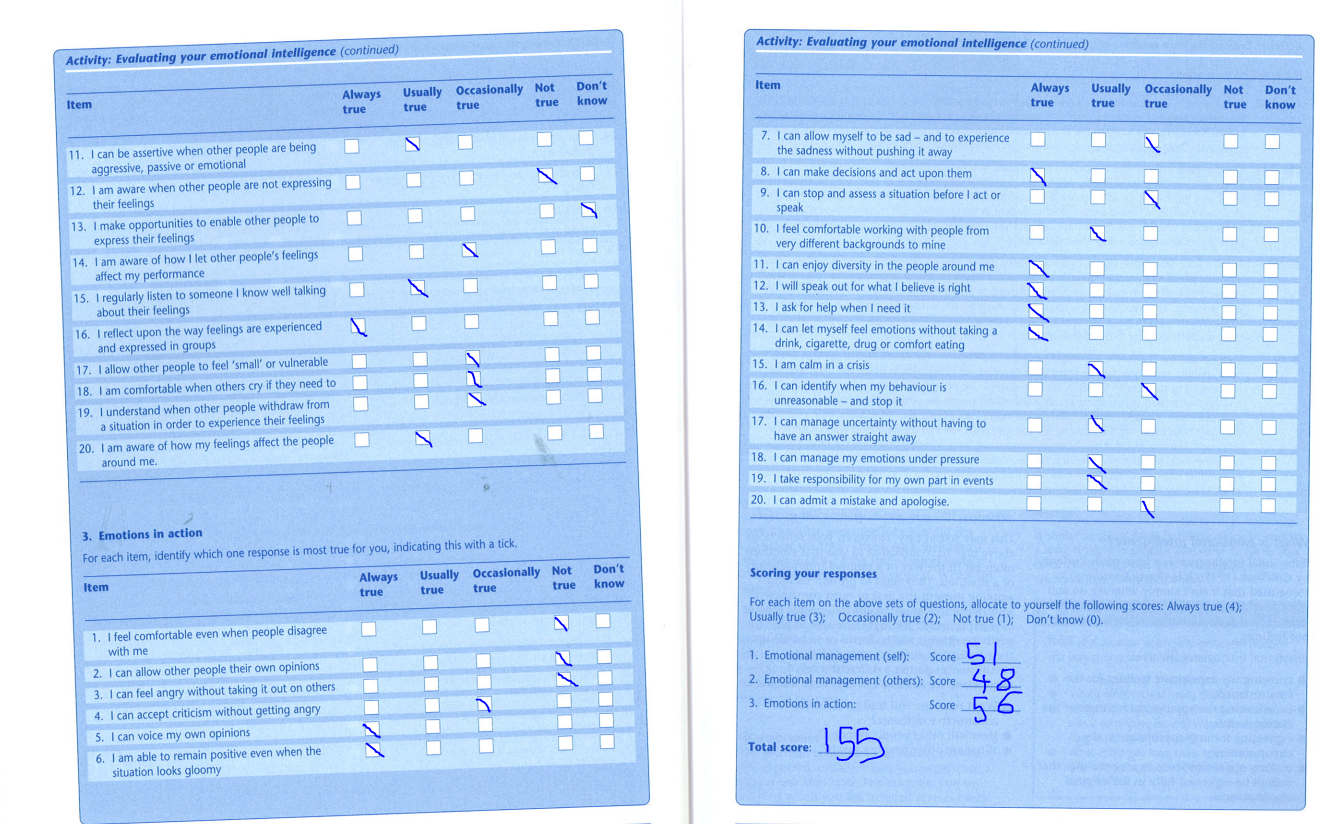 Activity: Evaluating your emotional intelligence (continued)
Item Always true Usually true Occasionally true Not true Don't know
11. I can be assertive when other people are being
aggressive, passive or emotional
12. I am aware when other people are not expressing
their feelings
13. I make opportunities to enable other people to
express their feelings
14. I am aware of how I let other people's feelings
affect my performance
15. I regularly listen to someone I know well talking
about their feelings
16. I reflect upon the way feelings are experienced
and expressed in groups
17. I allow other people to feel 'small' or vulnerable
18. I am comfortable when others cry if they need to
19. I understand when other people withdraw from
a situation in order to experience their feelings
20. I am aware of how my feelings affect the people
around me.
3. Emotions in action
For each item, identify which one response is most true for you, indicating this with a tick.
Item Always true Usually true Occasionally true Not true Don't know
1. I feel comfortable even when people disagree
with me
2. I can allow other people their own opinions
3. I can feel angry without taking it out on others
4. I can accept criticism without getting angry
5. I can voice my own opinions
6. I am able to remain positive even when the
situation looks gloomy
Activity: Evaluating your emotional intelligence (continued)
Item Always true Usually true Occasionally true Not true Don't know
7. I can allow myself to be sad – and to experience
the sadness without pushing it away
8. I can make decisions and act upon them
9. I can stop and assess a situation before I act or
speak
10. I feel comfortable working with people from
very different backgrounds to mine
11. I can enjoy diversity in the people around me
12. I will speak out for what I believe is right
13. I ask for help when I need it
14. I can let myself feel emotions without taking a
drink, cigarette, drug or comfort eating
15. I am calm in a crisis
16. I can identify when my behaviour is
unreasonable – and stop it
17. I can manage uncertainty without having to
have an answer straight away
18. I can manage my emotions under pressure
19. I take responsibility for my own part in events
20. I can admit a mistake and apologise.
Scoring your responses
For each item on the above sets of questions, allocate to yourself the following scores: Always true (4);
Usually true (3); Occasionally true (2); Not true (1); Don't know (0).
1. Emotional management (self): Score 51
2. Emotional management (others): Score 48
3. Emotions in action: Score 56
Total score: 155